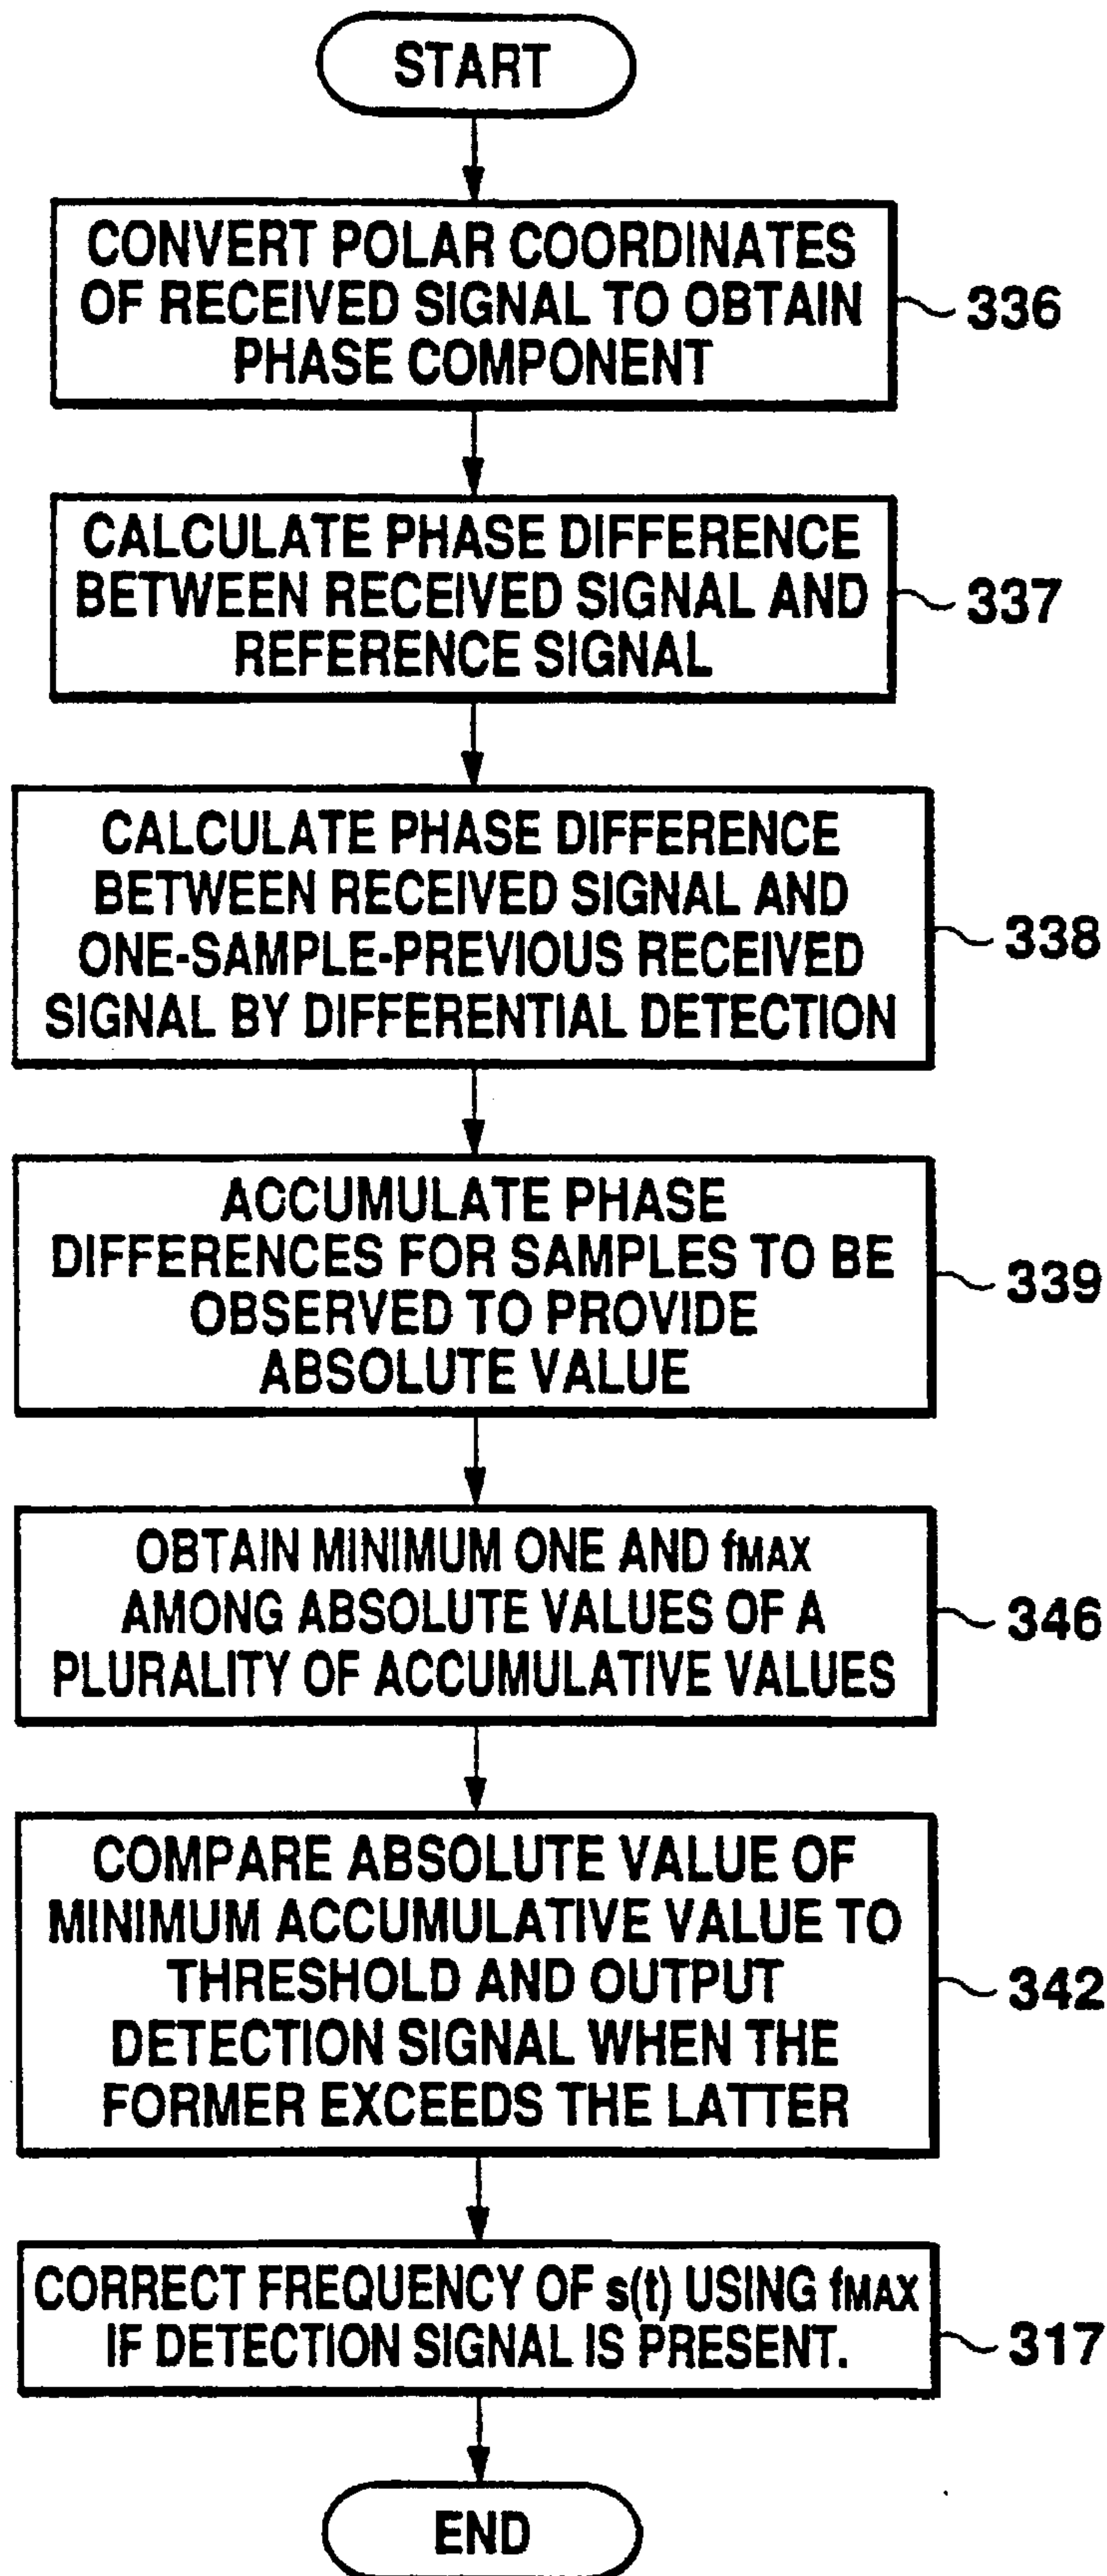 START
CONVERT POLAR COORDINATES
OF RECEIVED SIGNAL TO OBTAIN
PHASE COMPONENT
336
CALCULATE PHASE DIFFERENCE
BETWEEN RECEIVED SIGNAL AND
REFERENCE SIGNAL
337
CALCULATE PHASE DIFFERENCE
BETWEEN RECEIVED SIGNAL AND
ONE-SAMPLE-PREVIOUS RECEIVED
SIGNAL BY DIFFERENTIAL DETECTION
338
ACCUMULATE PHASE
DIFFERENCES FOR SAMPLES TO BE
OBSERVED TO PROVIDE
ABSOLUTE VALUE
339
OBTAIN MINIMUM ONE AND fMAX
AMONG ABSOLUTE VALUES OF A
PLURALITY OF ACCUMULATIVE VALUES
346
COMPARE ABSOLUTE VALUE OF
MINIMUM ACCUMULATIVE VALUE TO
THRESHOLD AND OUTPUT
DETECTION SIGNAL WHEN THE
FORMER EXCEEDS THE LATTER
342
CORRECT FREQUENCY OF s(t) USING fMAX
IF DETECTION SIGNAL IS PRESENT.
317
END